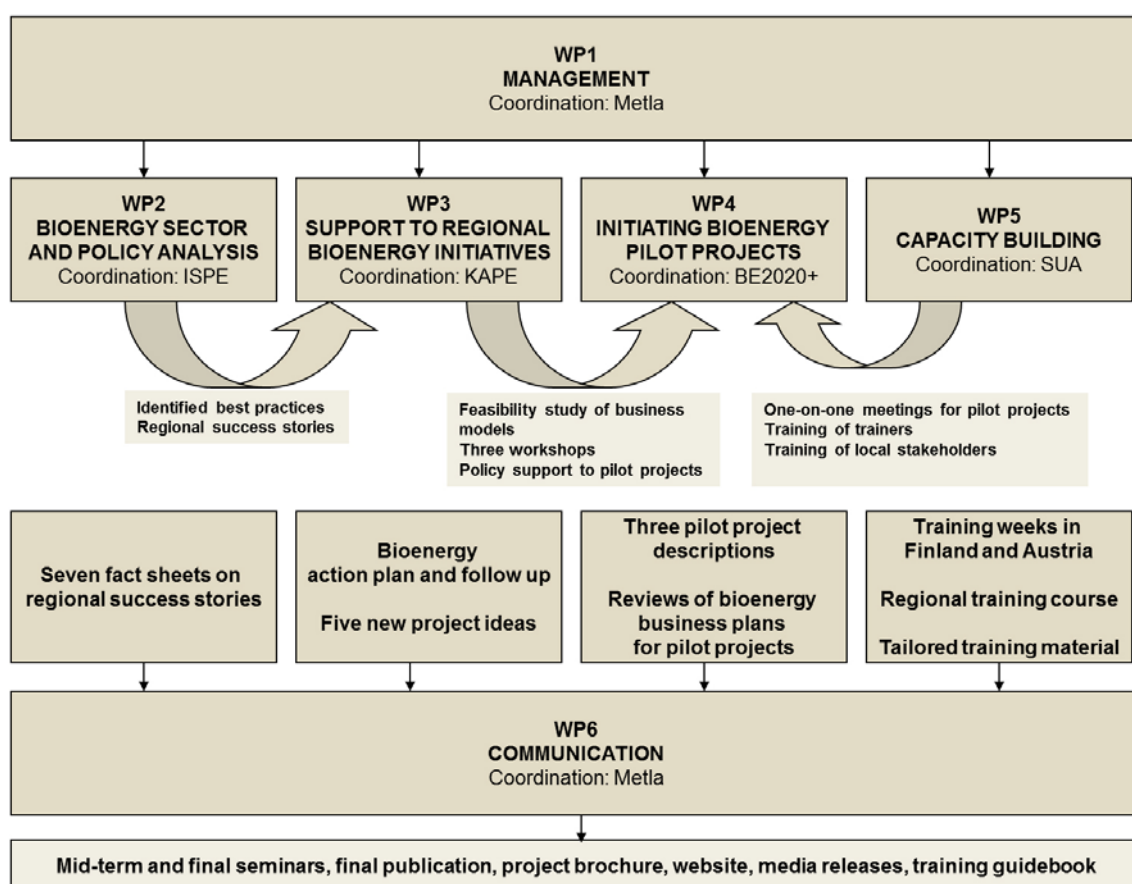 WP1
MANAGEMENT
Coordination: Metla
WP2
BIOENERGY SECTOR
AND POLICY ANALYSIS
Coordination: ISPE
WP3
SUPPORT TO REGIONAL
BIOENERGY INITIATIVES
Coordination: KAPE
WP4
INITIATING BIOENERGY
PILOT PROJECTS
Coordination: BE2020+
WP5
CAPACITY BUILDING
Coordination: SUA
Identified best practices
Regional success stories
Feasibility study of business
models
Three workshops
Policy support to pilot projects
One-on-one meetings for pilot projects
Training of trainers
Training of local stakeholders
Seven fact sheets on
regional success stories
Bioenergy
action plan and follow up
Five new project ideas
Three pilot project
descriptions
Reviews of bioenergy
business plans
for pilot projects
Training weeks in
Finland and Austria
Regional training course
Tailored training material
WP6
COMMUNICATION
Coordination: Metla
Mid-term and final seminars, final publication, project brochure, website, media releases, training guidebook